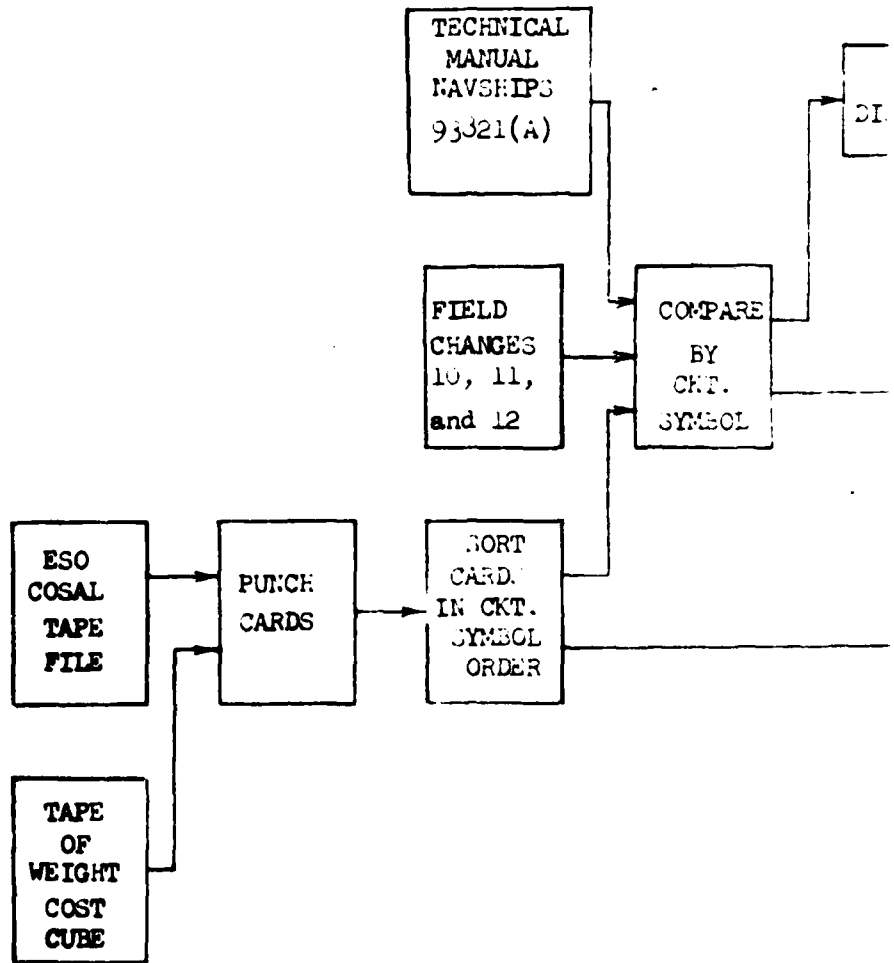 TECHNICAL
MANUAL
NAVSHIPS
93821(A)
FIELD
CHANGES
10, 11,
and 12
COMPARE
BY
CKT.
SYMBOL
ESO
COSAL
TAPE
FILE
PUNCH
CARDS
SORT
CARDS
IN CKT.
SYMBOL
ORDER
TAPE
OF
WEIGHT
COST
CUBE